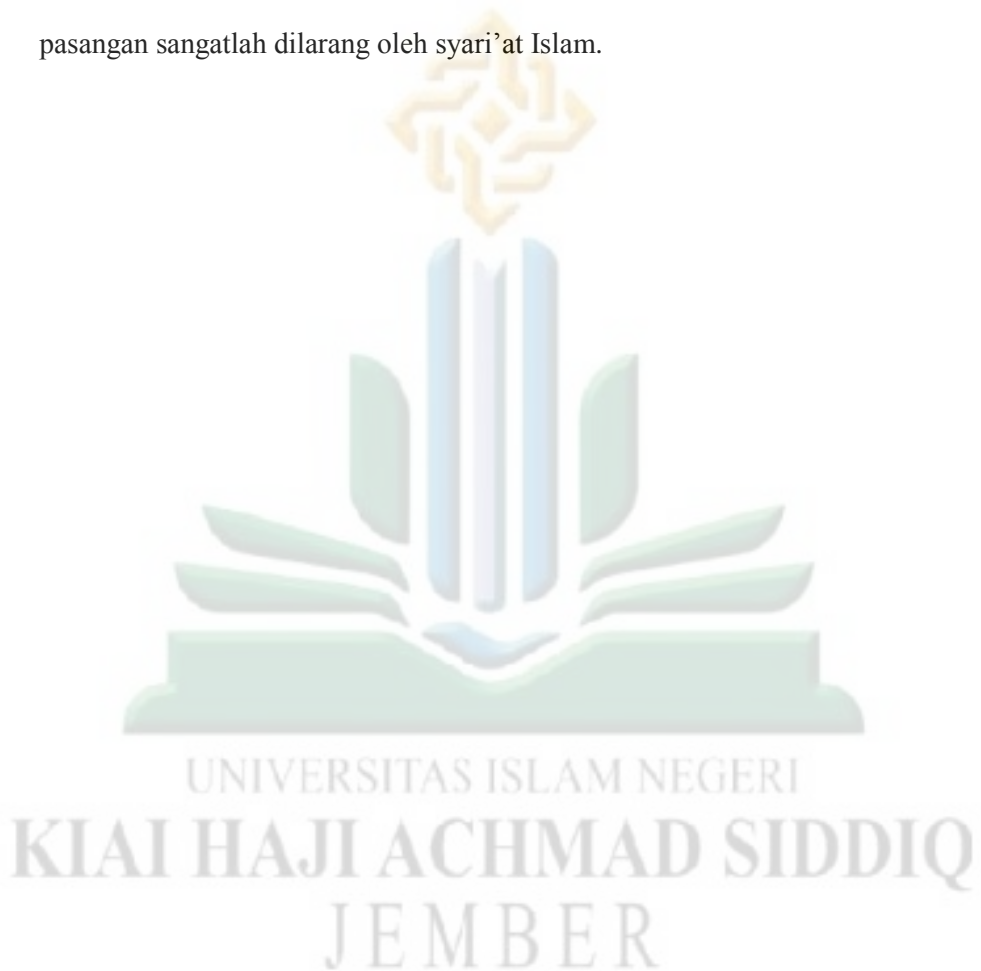 pasangan sangatlah dilarang oleh syari’at Islam.
UNIVERSITAS ISLAM NEGERI
KIAI HAJI ACHMAD SIDDIQ
JEMBER